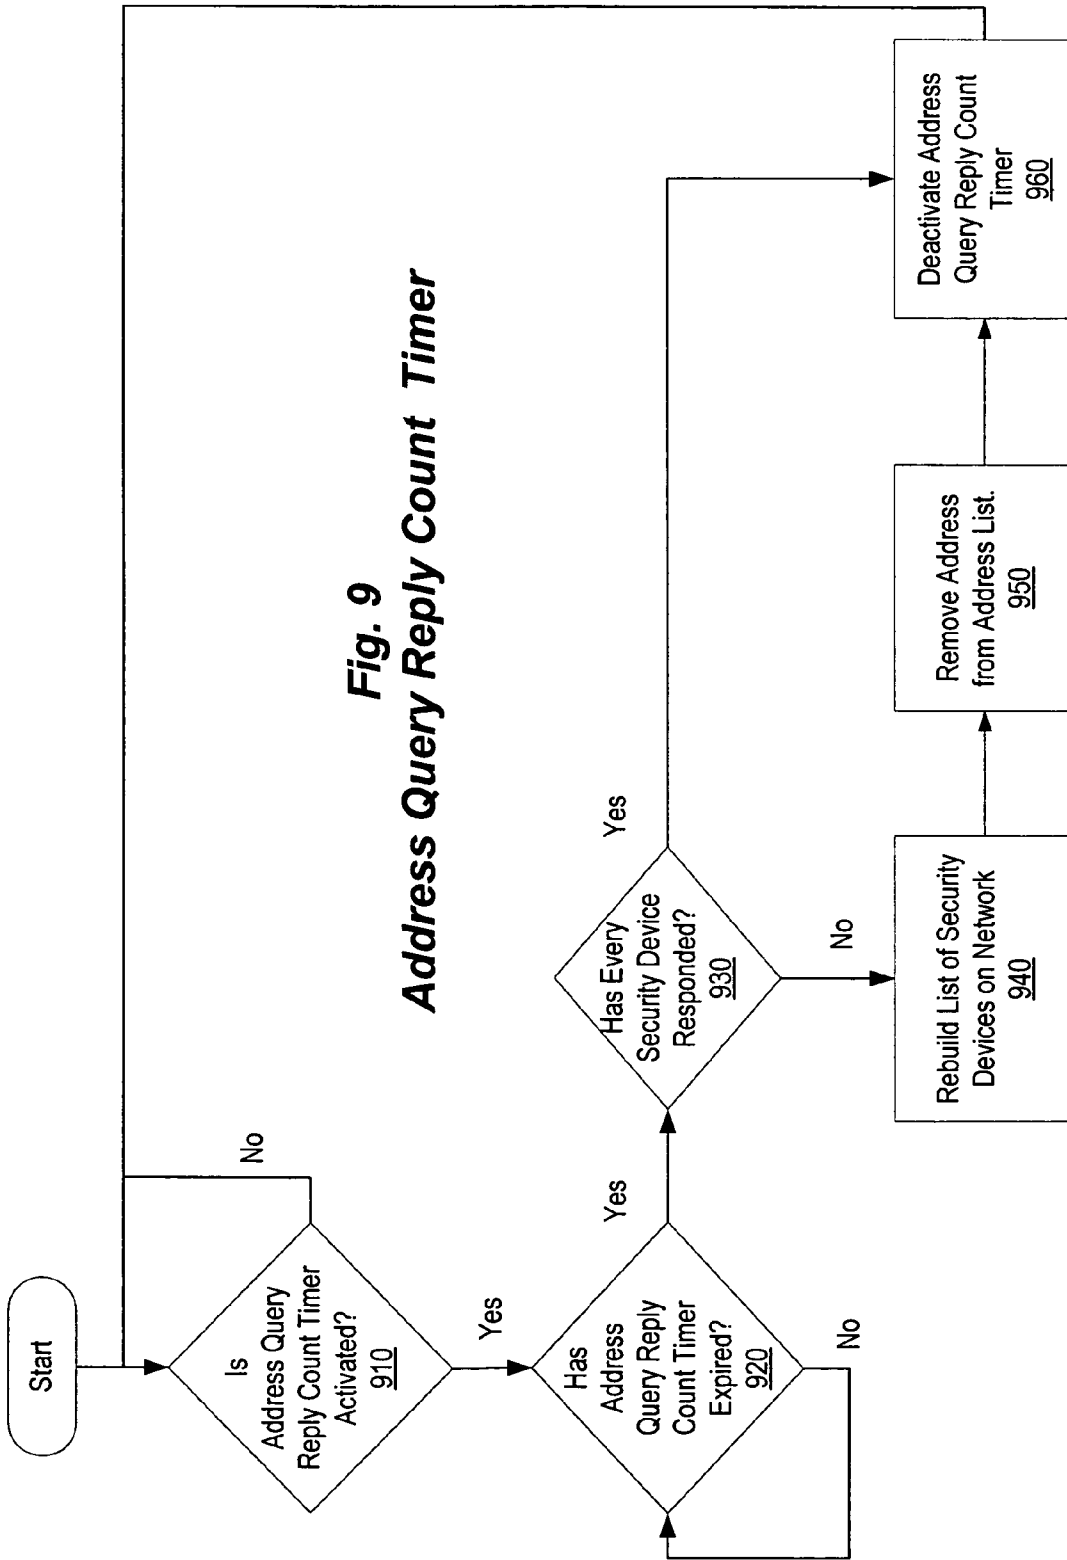 Start
Is
Address Query
Reply Count Timer
Activated?
910
No
Yes
Has
Address
Query Reply
Count Timer
Expired?
920
No
Yes
Has Every
Security Device
Responded?
930
Yes
No
Rebuild List of Security
Devices on Network
940
Remove Address
from Address List.
950
Deactivate Address
Query Reply Count
Timer
960
Fig. 9
Address Query Reply Count Timer